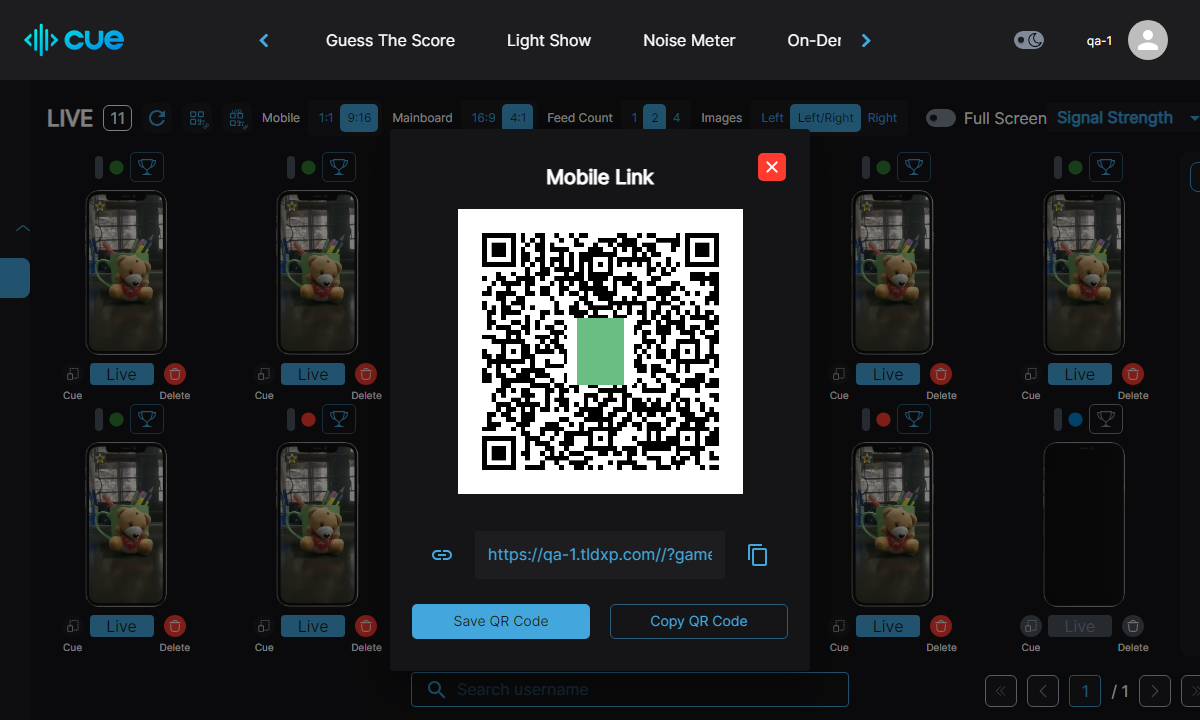 cue
Guess The Score
Light Show
Noise Meter
On-Der
qa-1
LIVE 11 Mobile 1:1 9:16 Mainboard 16:9 4:1 Feed Count 1 2 4 Images Left Left/Right Right Full Screen Signal Strength
Mobile Link
Live Live Live Live
Cue Delete Cue Delete Cue Delete Cue Delete
https://qa-1.tldxp.com//?game
Save QR Code Copy QR Code
Live Live Live Live
Cue Delete Cue Delete Cue Delete Cue Delete
Search username
1 / 1